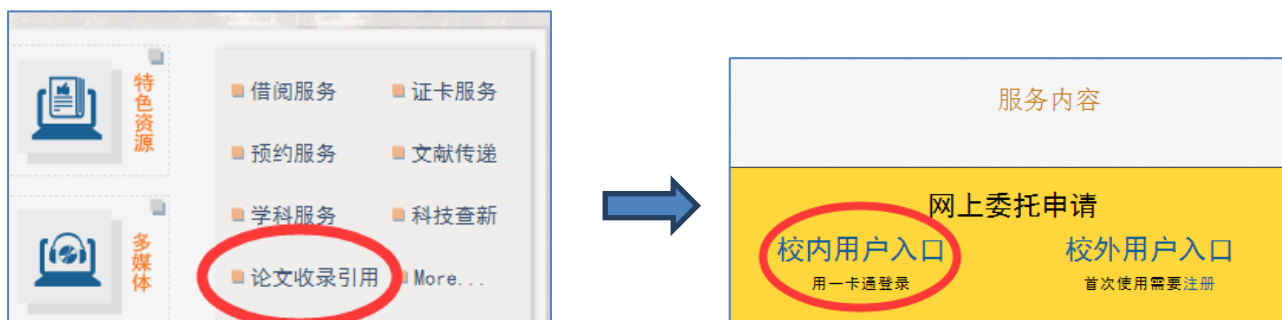 特色资源
借阅服务 证卡服务
预约服务 文献传递
学科服务 科技查新
多媒体
论文收录引用 More...
服务内容
网上委托申请
校内用户入口 校外用户入口
用一卡通登录 首次使用需要注册